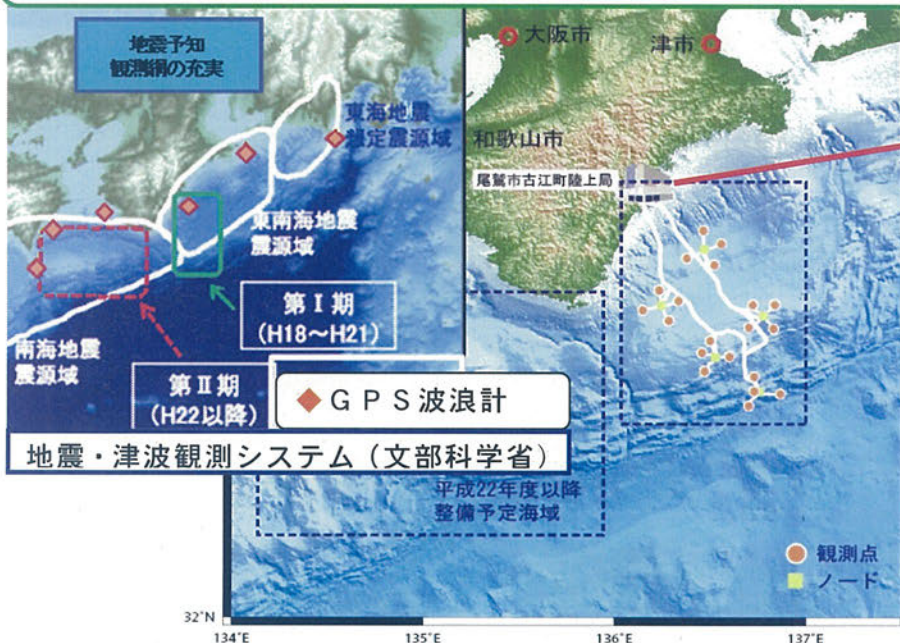 地震予知
観測網の充実
東海地震
想定震源域
東南海地震
震源域
第Ⅰ期
(H18～H21)
南海地震
震源域
第Ⅱ期
(H22以降)
GPS波浪計
地震・津波観測システム（文部科学省）
大阪市
津市
和歌山市
尾鷲市古江町陸上局
平成22年度以降
整備予定海域
観測点
ノード
32°N
134°E
135°E
136°E
137°E